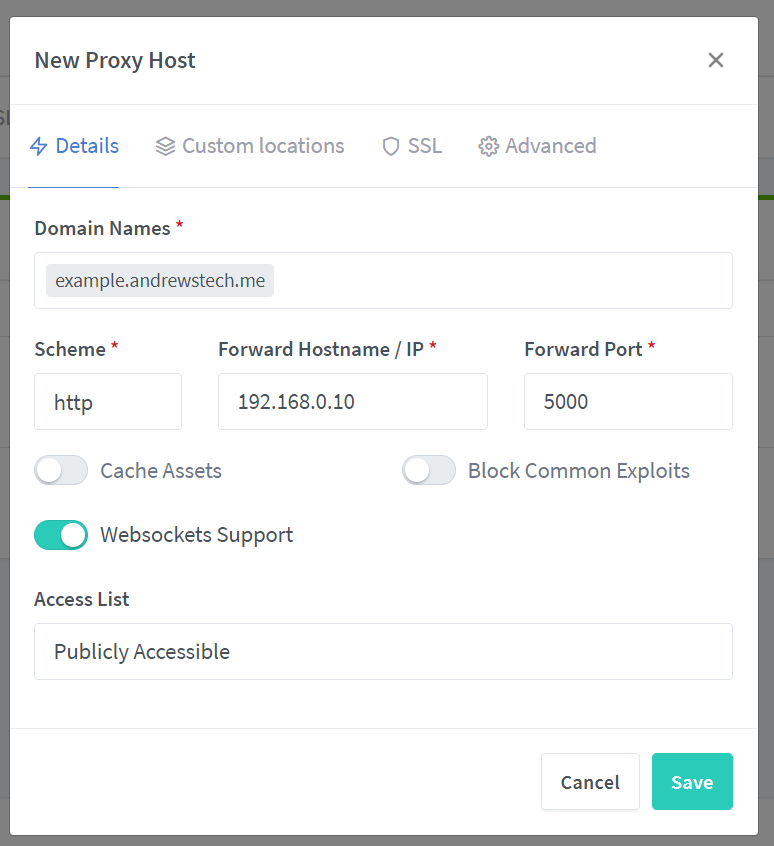 New Proxy Host
Details Custom locations SSL Advanced
Domain Names *
example.andrewstech.me
Scheme * Forward Hostname / IP * Forward Port *
http 192.168.0.10 5000
Cache Assets Block Common Exploits
Websockets Support
Access List
Publicly Accessible
Cancel Save